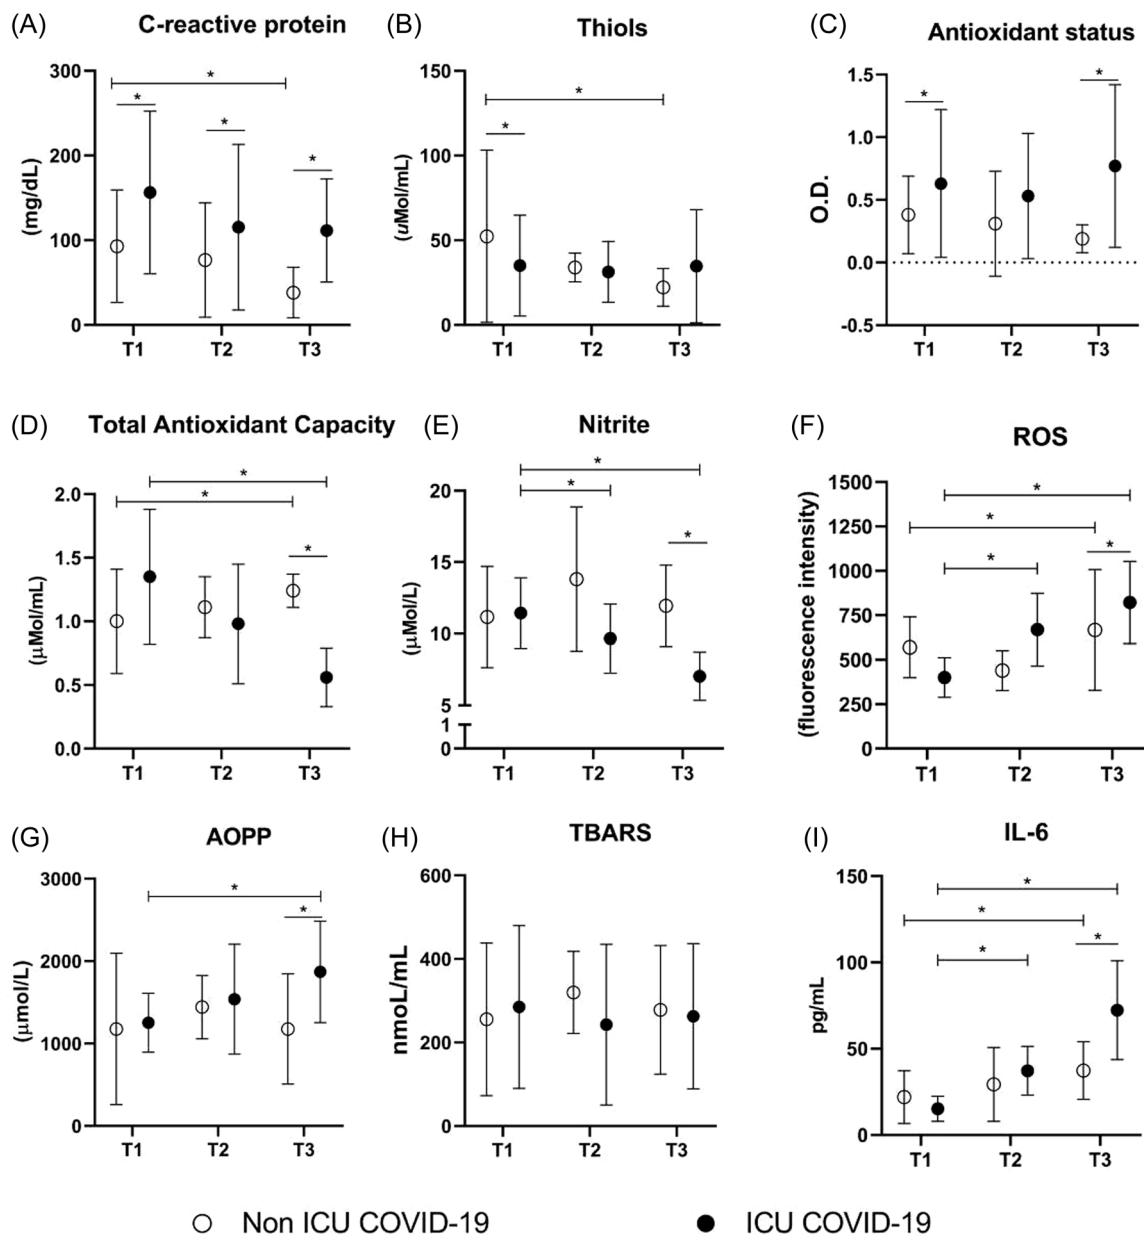 (A) C-reactive protein
(mg/dL)
300
200
100
0
*
*
*
*
T1 T2 T3
(B) Thiols
(uMol/mL)
150
100
50
0
*
*
T1 T2 T3
(C) Antioxidant status
O.D.
1.5
1.0
0.5
0.0
-0.5
*
*
T1 T2 T3
(D) Total Antioxidant Capacity
(µMol/mL)
2.0
1.5
1.0
0.5
0.0
*
*
*
T1 T2 T3
(E) Nitrite
(µMol/L)
20
15
10
5
1
0
*
*
*
T1 T2 T3
(F) ROS
(fluorescence intensity)
1500
1250
1000
750
500
250
0
*
*
*
*
T1 T2 T3
(G) AOPP
(µmol/L)
3000
2000
1000
0
*
*
T1 T2 T3
(H) TBARS
nmoL/mL
600
400
200
0
T1 T2 T3
(I) IL-6
pg/mL
150
100
50
0
*
*
*
*
T1 T2 T3
Non ICU COVID-19 ICU COVID-19